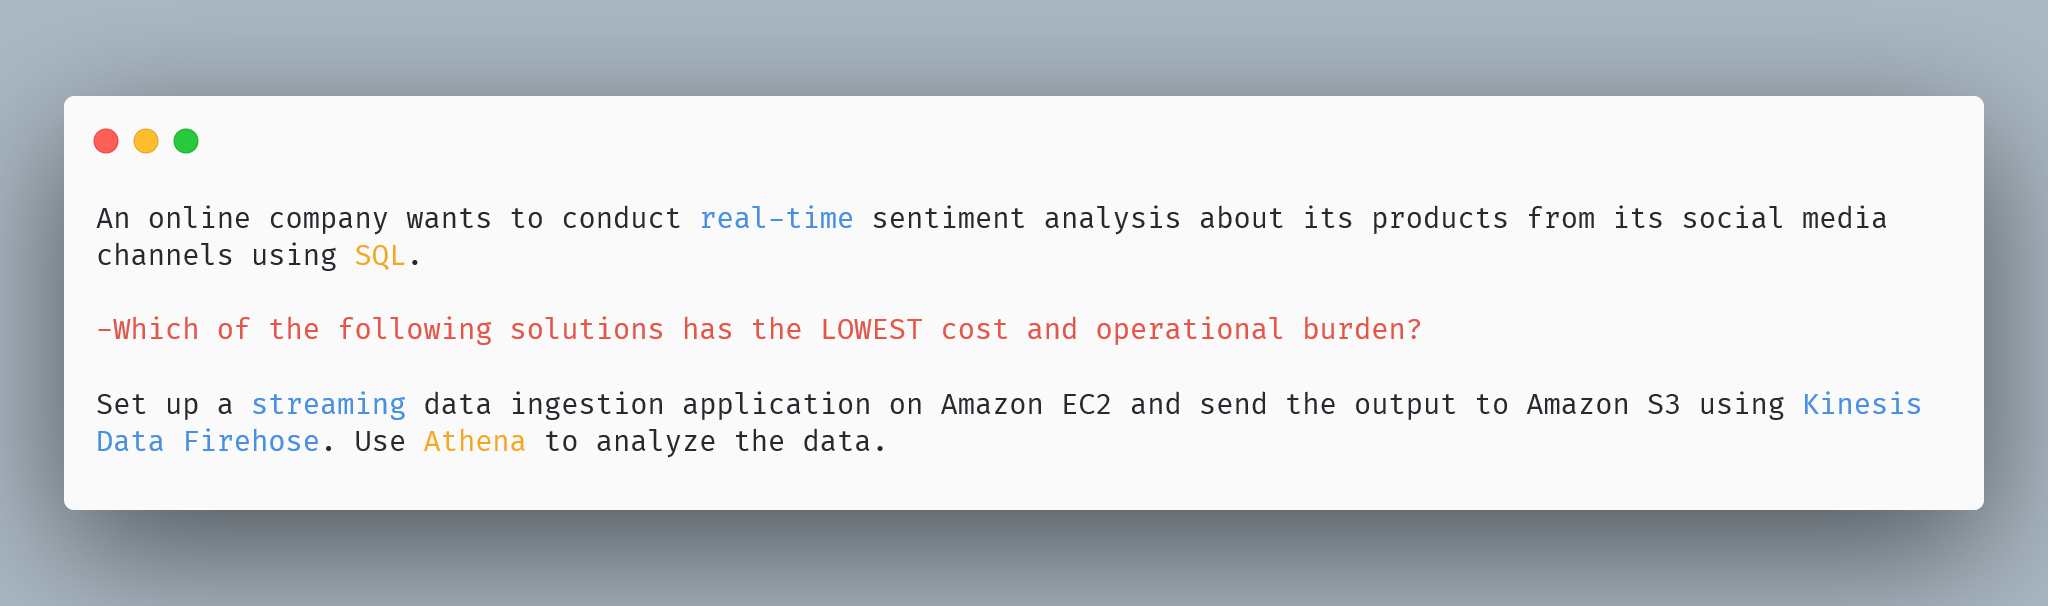 An online company wants to conduct real-time sentiment analysis about its products from its social media
channels using SQL.
-Which of the following solutions has the LOWEST cost and operational burden?
Set up a streaming data ingestion application on Amazon EC2 and send the output to Amazon S3 using Kinesis
Data Firehose. Use Athena to analyze the data.